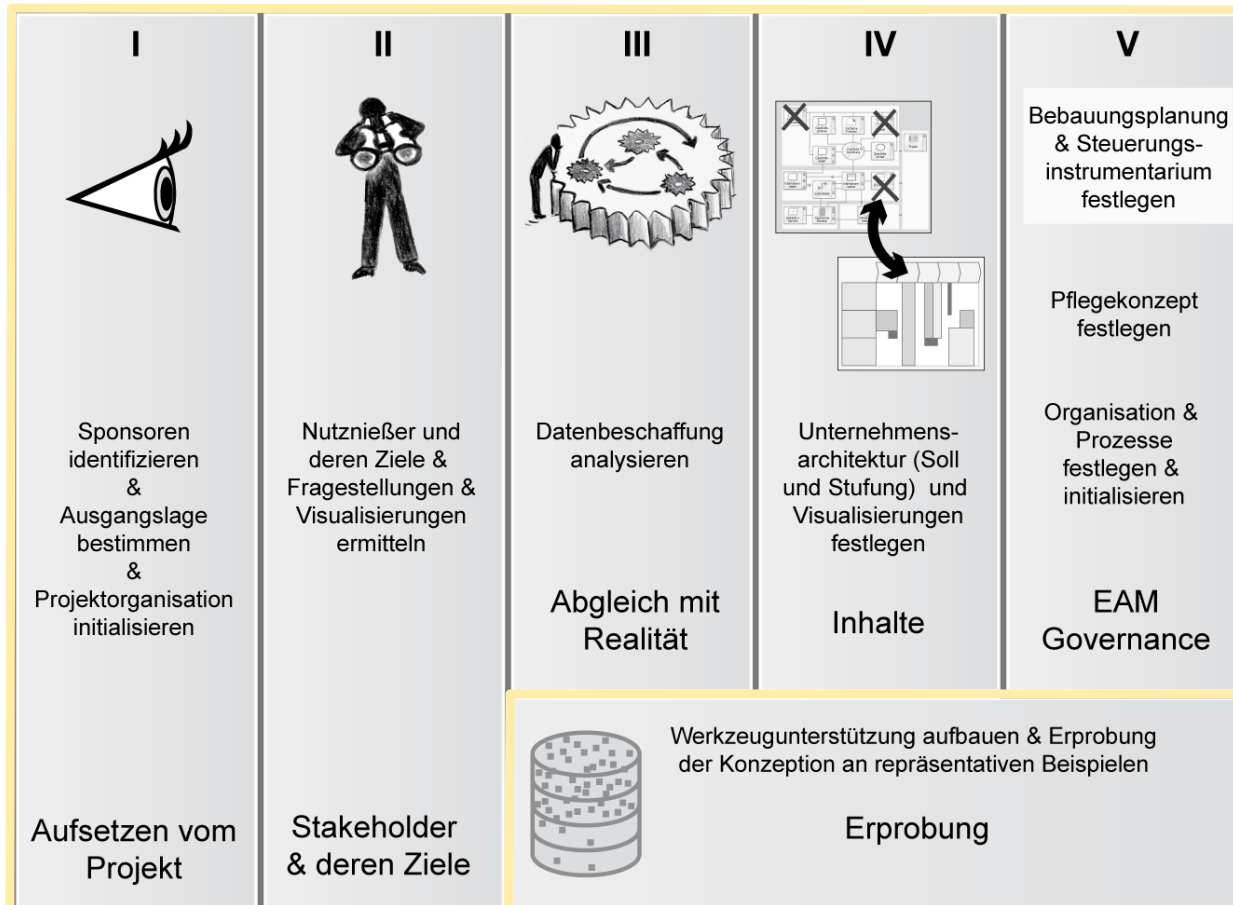 I
Sponsoren
identifizieren
&
Ausgangslage
bestimmen
&
Projektorganisation
initialisieren
Aufsetzen vom
Projekt
II
Nutznießer und
deren Ziele &
Fragestellungen &
Visualisierungen
ermitteln
Stakeholder
& deren Ziele
III
Datenbeschaffung
analysieren
Abgleich mit
Realität
IV
Unternehmens-
architektur (Soll
und Stufung) und
Visualisierungen
festlegen
Inhalte
V
Bebauungsplanung
& Steuerungs-
instrumentarium
festlegen
Pflegekonzept
festlegen
Organisation &
Prozesse
festlegen &
initialisieren
EAM
Governance
Werkzeugunterstützung aufbauen & Erprobung
der Konzeption an repräsentativen Beispielen
Erprobung